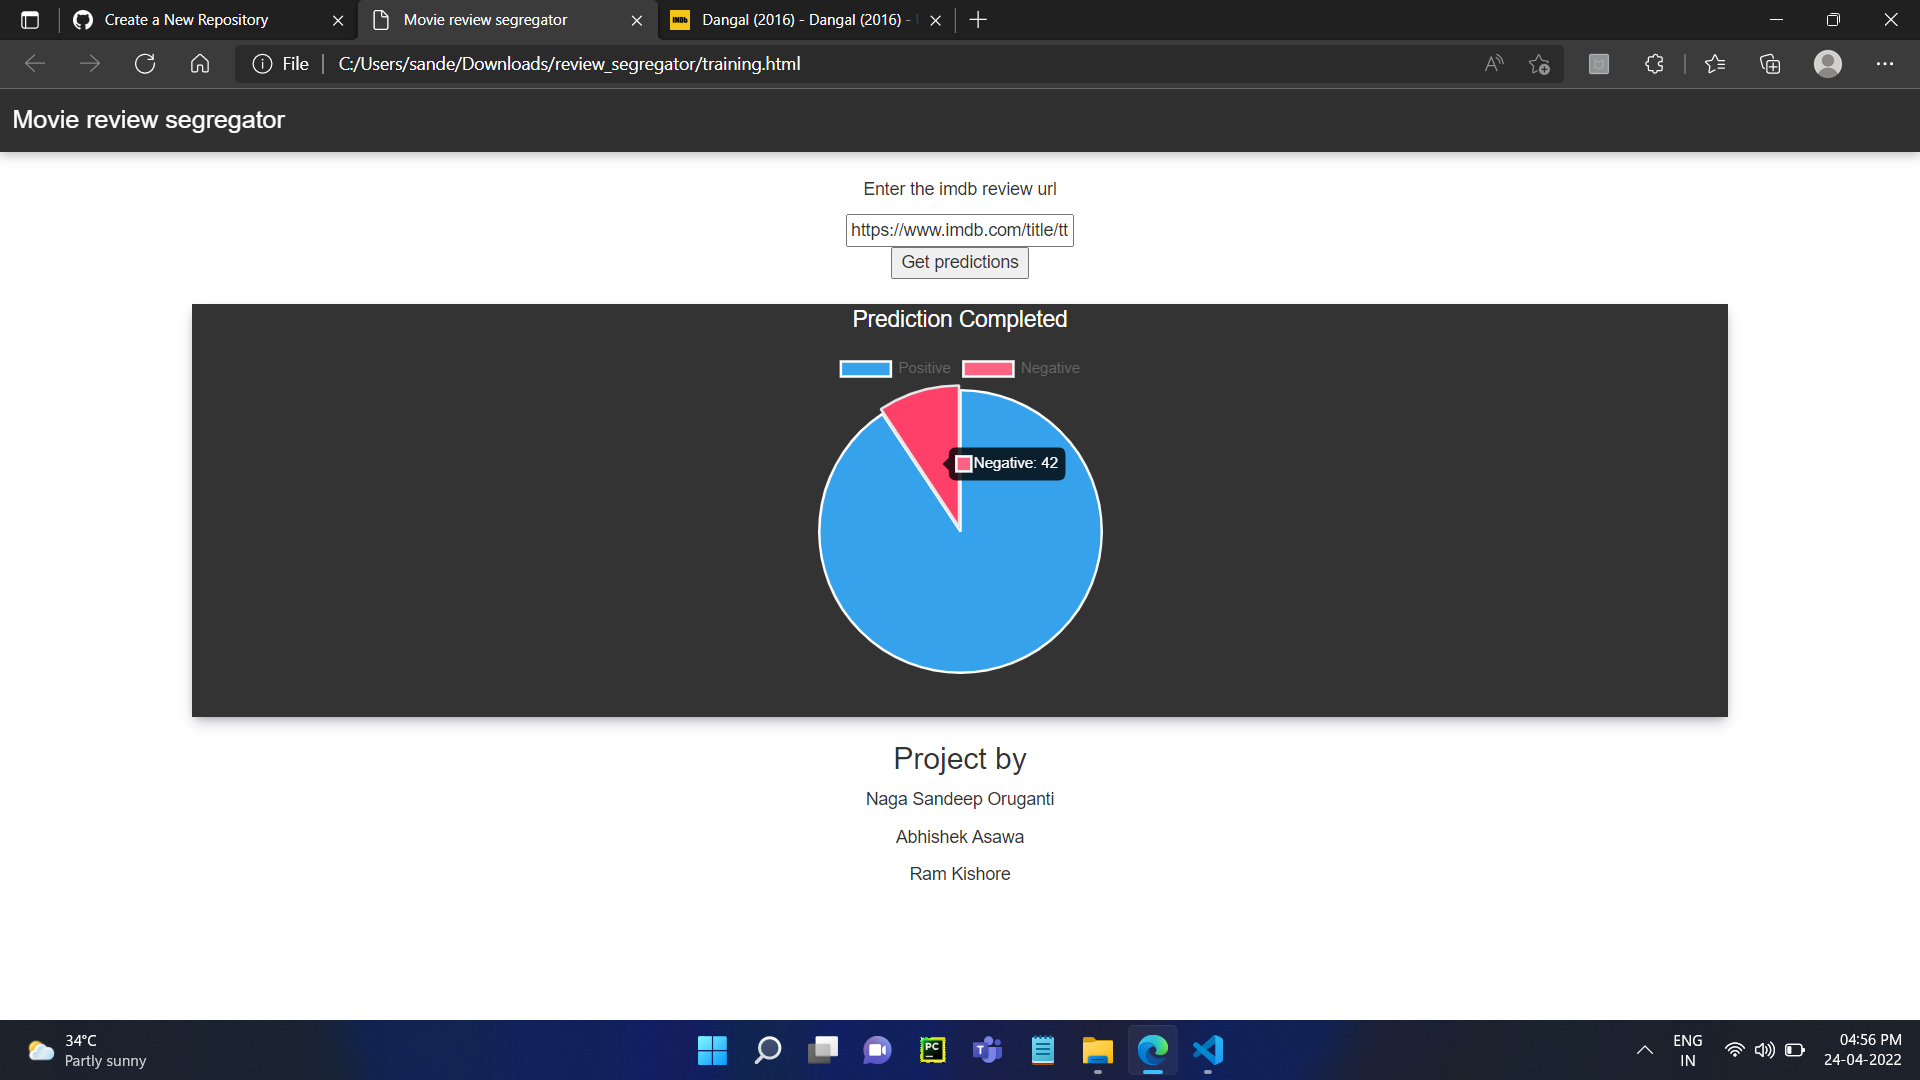 Create a New Repository
Movie review segregator
IMDb
Dangal (2016) - Dangal (2016) -
File
C:/Users/sande/Downloads/review_segregator/training.html
Movie review segregator
Enter the imdb review url
https://www.imdb.com/title/tt
Get predictions
Prediction Completed
Positive
Negative
Negative: 42
Project by
Naga Sandeep Oruganti
Abhishek Asawa
Ram Kishore
34°C
Partly sunny
PC
T
ENG
IN
04:56 PM
24-04-2022